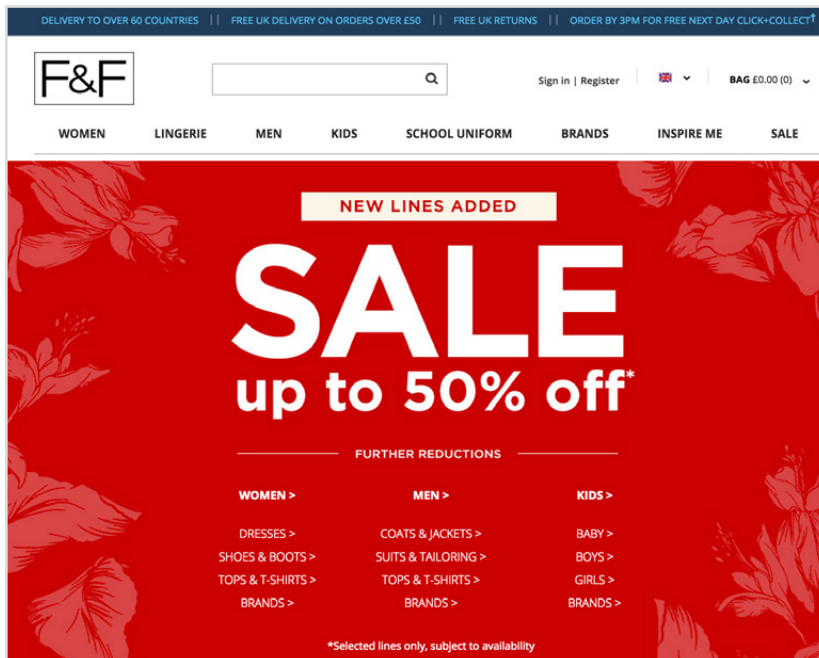 DELIVERY TO OVER 60 COUNTRIES || FREE UK DELIVERY ON ORDERS OVER £50 || FREE UK RETURNS || ORDER BY 3PM FOR FREE NEXT DAY CLICK+COLLECT†
F&F
Sign in | Register
BAG £0.00 (0)
WOMEN LINGERIE MEN KIDS SCHOOL UNIFORM BRANDS INSPIRE ME SALE
NEW LINES ADDED
SALE
up to 50% off*
FURTHER REDUCTIONS
WOMEN > MEN > KIDS >
DRESSES > COATS & JACKETS > BABY >
SHOES & BOOTS > SUITS & TAILORING > BOYS >
TOPS & T-SHIRTS > TOPS & T-SHIRTS > GIRLS >
BRANDS > BRANDS > BRANDS >
*Selected lines only, subject to availability